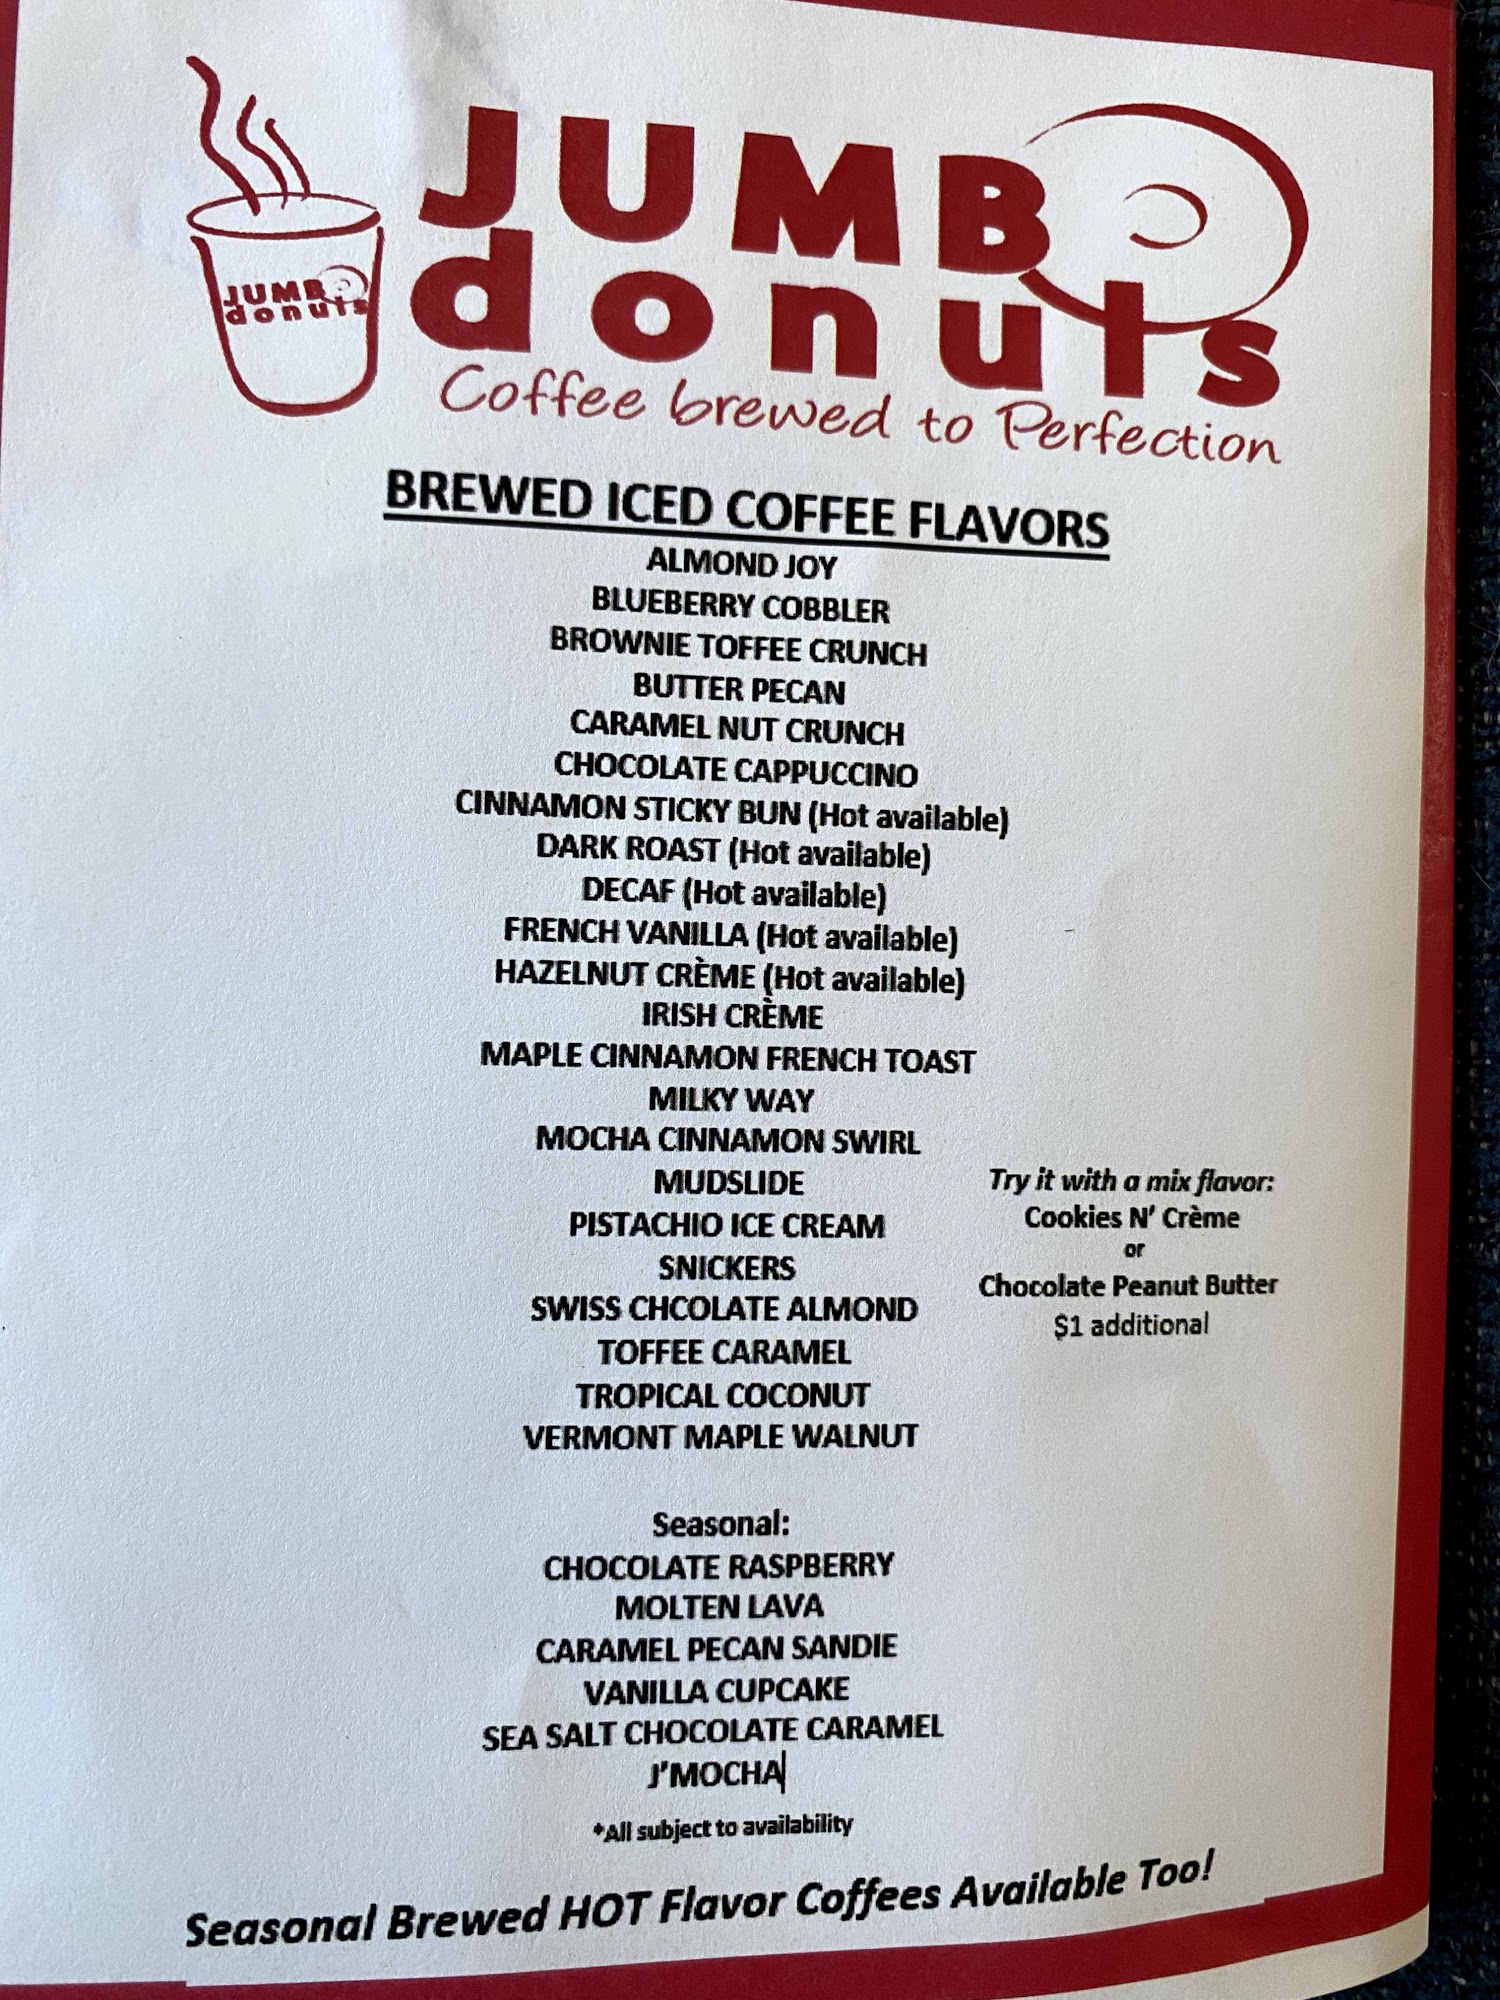 JUMBO
donuts
JUMBO
donuts
Coffee brewed to Perfection
BREWED ICED COFFEE FLAVORS
ALMOND JOY
BLUEBERRY COBBLER
BROWNIE TOFFEE CRUNCH
BUTTER PECAN
CARAMEL NUT CRUNCH
CHOCOLATE CAPPUCCINO
CINNAMON STICKY BUN (Hot available)
DARK ROAST (Hot available)
DECAF (Hot available)
FRENCH VANILLA (Hot available)
HAZELNUT CRÈME (Hot available)
IRISH CRÈME
MAPLE CINNAMON FRENCH TOAST
MILKY WAY
MOCHA CINNAMON SWIRL
MUDSLIDE
PISTACHIO ICE CREAM
SNICKERS
SWISS CHCOLATE ALMOND
TOFFEE CARAMEL
TROPICAL COCONUT
VERMONT MAPLE WALNUT
Try it with a mix flavor:
Cookies N’ Crème
or
Chocolate Peanut Butter
$1 additional
Seasonal:
CHOCOLATE RASPBERRY
MOLTEN LAVA
CARAMEL PECAN SANDIE
VANILLA CUPCAKE
SEA SALT CHOCOLATE CARAMEL
J’MOCHA
*All subject to availability
Seasonal Brewed HOT Flavor Coffees Available Too!